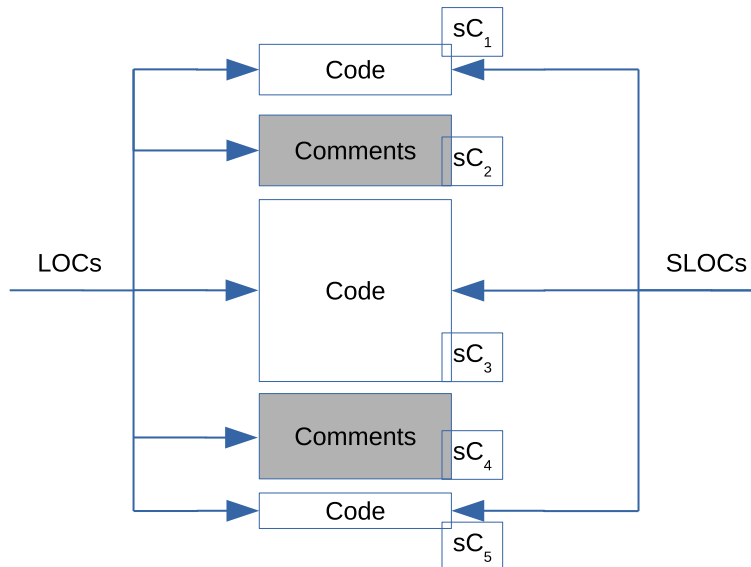 sC1
Code
Comments
sC2
LOCs
Code
SLOCs
sC3
Comments
sC4
Code
sC5